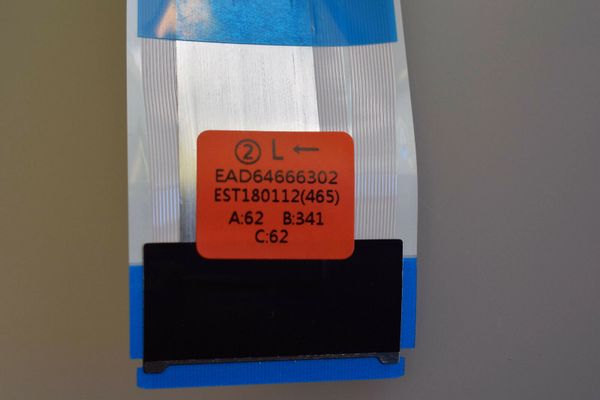 ② L ←
EAD64666302
EST180112(465)
A:62 B:341
C:62